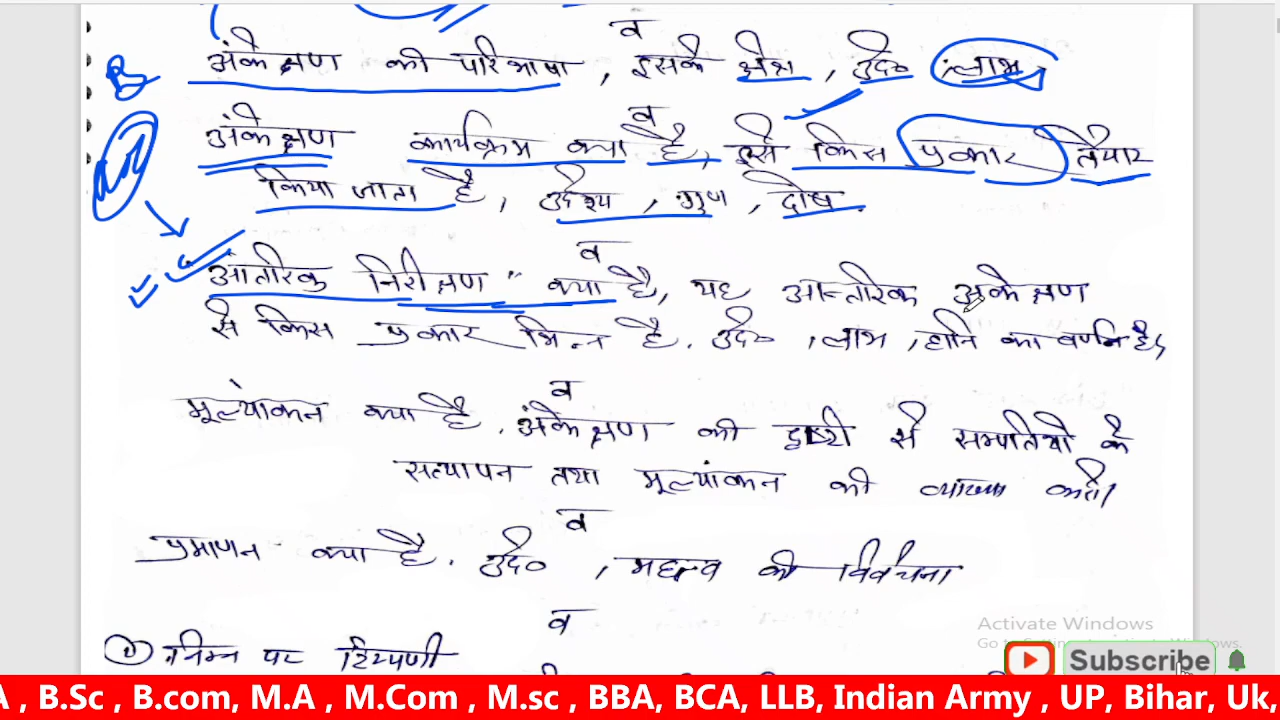 व
अंकेक्षण की परिभाषा, इसके क्षेत्र, उद्दे० लाभ
व
अंकेक्षण कार्यक्रम क्या है, इसे किस प्रकार तैयार
किया जाता है, उद्देश्य, गुण, दोष.
व
आंतरिक निरीक्षण" क्या है, यह आन्तरिक अंकेक्षण
से किस प्रकार भिन्न है. उद्दे०, लाभ, हानि का वर्णन
मूल्यांकन क्या है. अंकेक्षण की दृष्टी से सम्पतियों के
व
सत्यापन तथा मूल्यांकन की व्याख्या
व
प्रमाणन क्या है. उद्दे०, महत्व की विवेचना
व
निम्न पर टिप्पणी
Activate Windows
Subscribe
A , B.Sc , B.com, M.A , M.Com , M.sc , BBA, BCA, LLB, Indian Army , UP, Bihar, Uk,